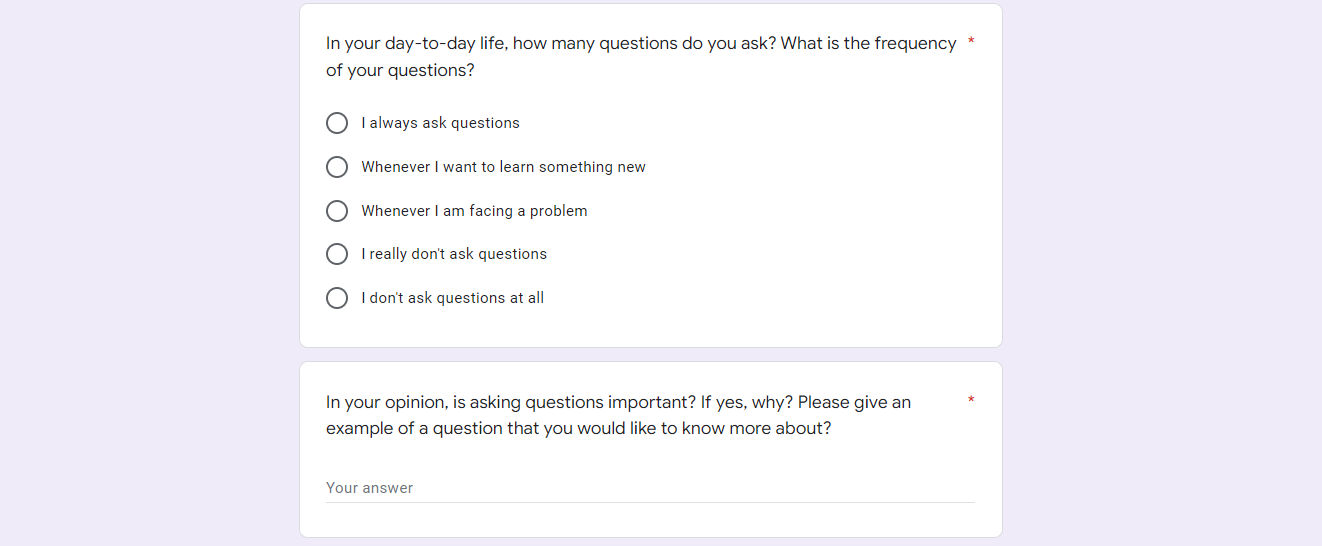 In your day-to-day life, how many questions do you ask? What is the frequency *
of your questions?
I always ask questions
Whenever I want to learn something new
Whenever I am facing a problem
I really don't ask questions
I don't ask questions at all
In your opinion, is asking questions important? If yes, why? Please give an *
example of a question that you would like to know more about?
Your answer